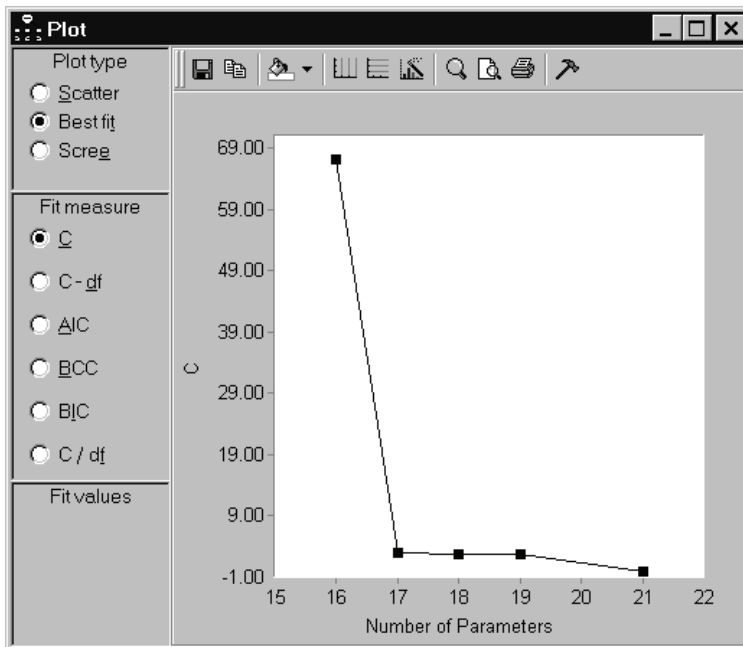 Plot
Plot type
Scatter
Best fit
Scree
Fit measure
C
C - df
AIC
BCC
BIC
C / df
Fit values
69.00
59.00
49.00
39.00
29.00
19.00
9.00
-1.00
C
15 16 17 18 19 20 21 22
Number of Parameters